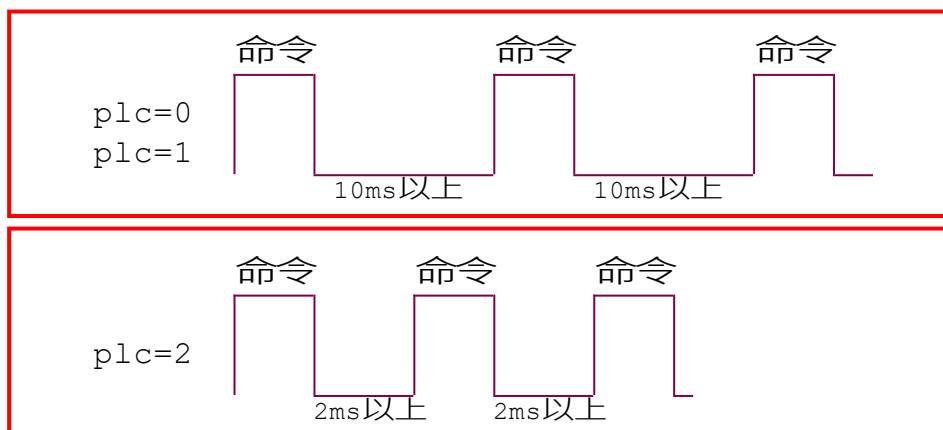 命令 命令 命令
plc=0
plc=1
10ms以上 10ms以上
命令 命令 命令
plc=2
2ms以上 2ms以上